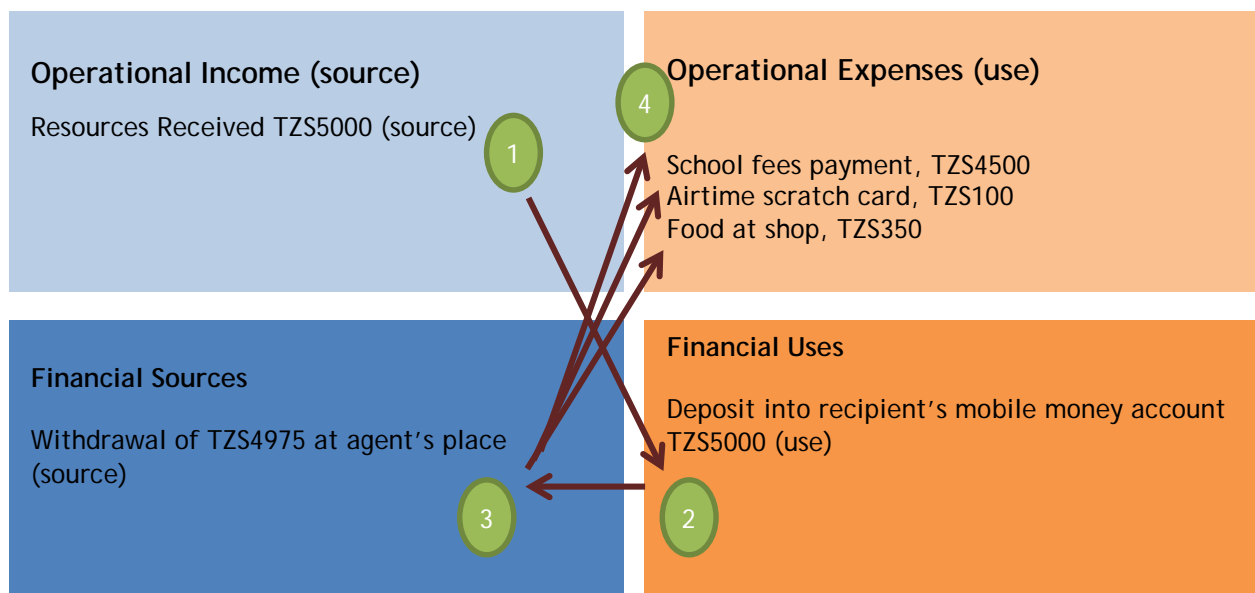 Operational Income (source)
Resources Received TZS5000 (source)
1
4
Operational Expenses (use)
School fees payment, TZS4500
Airtime scratch card, TZS100
Food at shop, TZS350
Financial Sources
Withdrawal of TZS4975 at agent’s place
(source)
3
Financial Uses
Deposit into recipient’s mobile money account
TZS5000 (use)
2